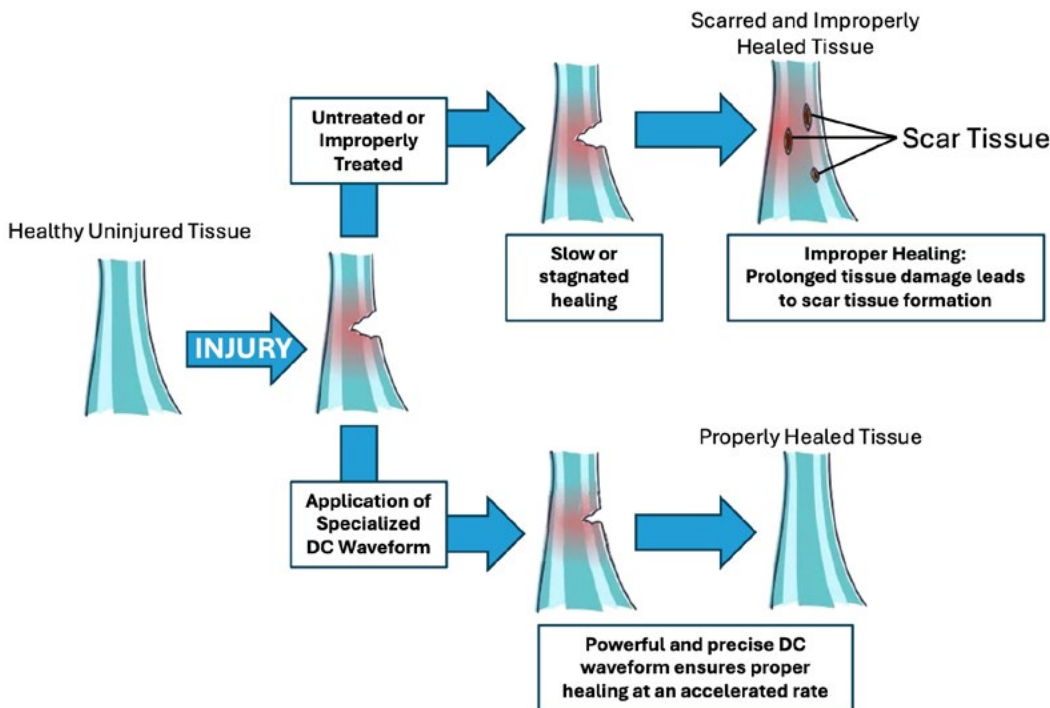 Scarred and Improperly
Healed Tissue
Untreated or
Improperly
Treated
Scar Tissue
Healthy Uninjured Tissue
Slow or
stagnated
healing
Improper Healing:
Prolonged tissue damage leads
to scar tissue formation
INJURY
Properly Healed Tissue
Application of
Specialized
DC Waveform
Powerful and precise DC
waveform ensures proper
healing at an accelerated rate